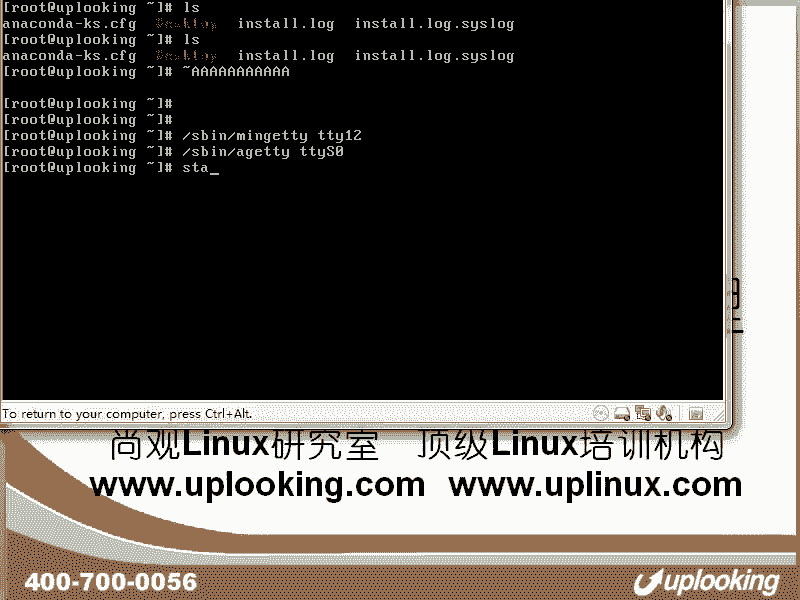 [root@uplooking ~]# ls
anaconda-ks.cfg  Desktop  install.log  install.log.syslog
[root@uplooking ~]# ls
anaconda-ks.cfg  Desktop  install.log  install.log.syslog
[root@uplooking ~]# ~AAAAAAAAAAA
[root@uplooking ~]#
[root@uplooking ~]#
[root@uplooking ~]# /sbin/mingetty tty12
[root@uplooking ~]# /sbin/agetty ttyS0
[root@uplooking ~]# sta_
To return to your computer, press Ctrl+Alt.
尚观Linux研究室 顶级Linux培训机构
www.uplooking.com www.uplinux.com
400-700-0056
uplooking